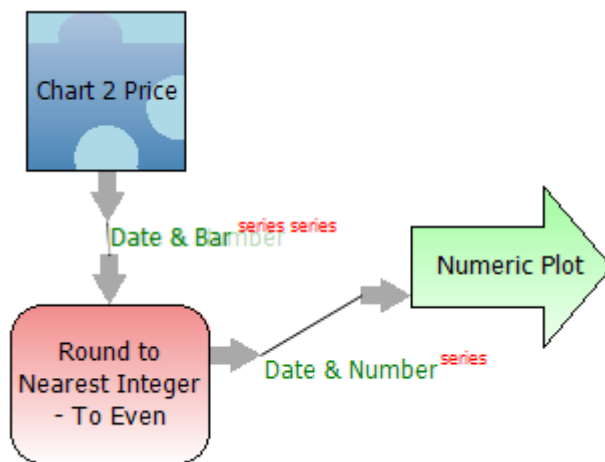 Chart 2 Price
Date & Bar series series
Numeric Plot
Round to
Nearest Integer
- To Even
Date & Number series